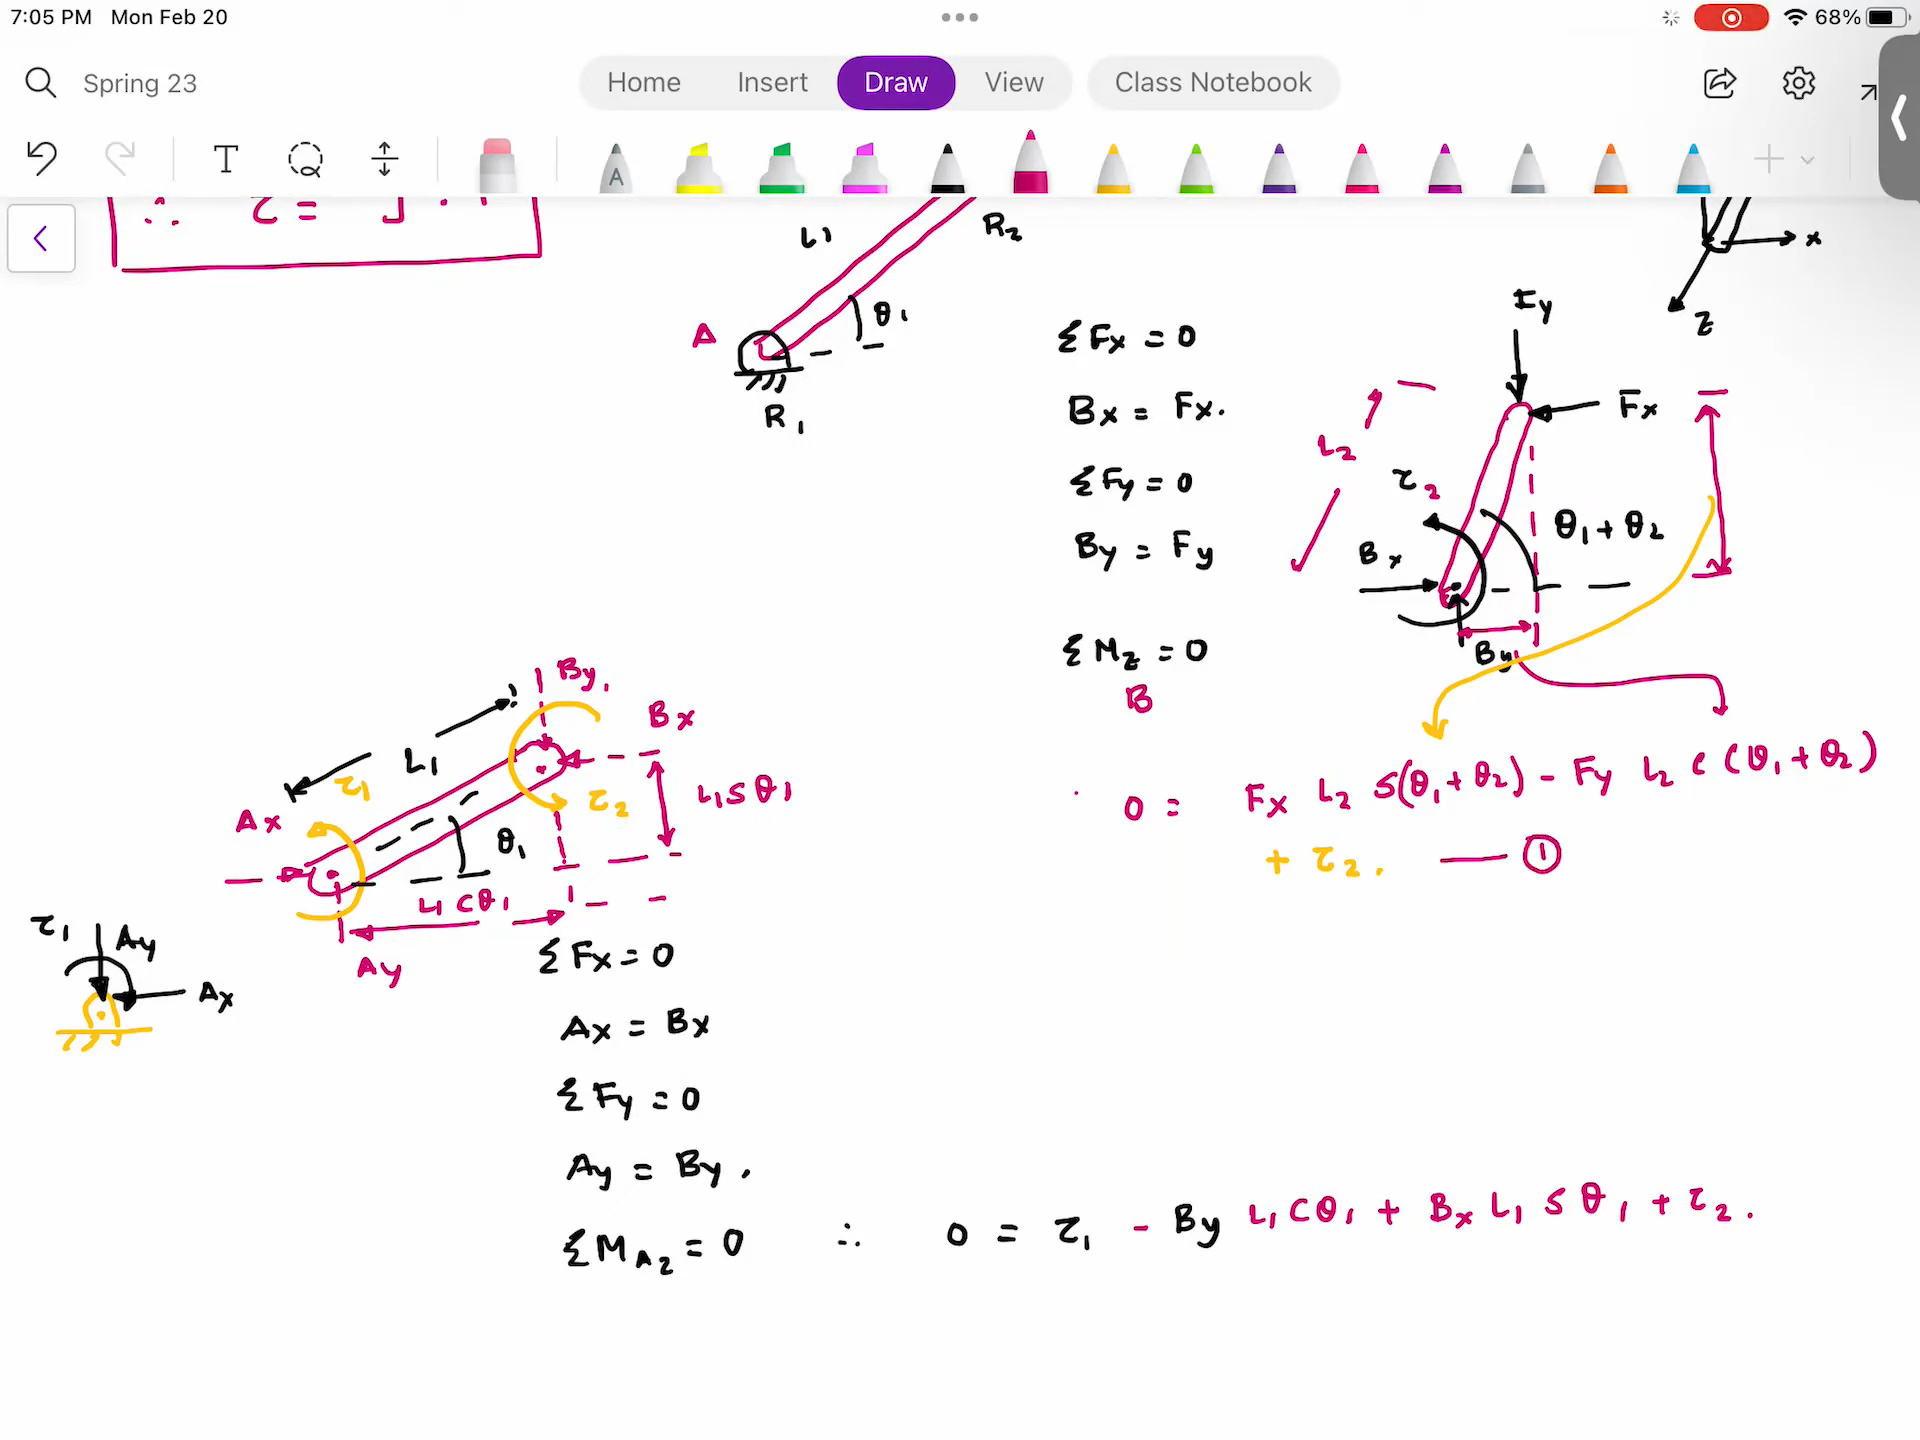 7:05 PM Mon Feb 20
68%
Spring 23
Home Insert Draw View Class Notebook
T
A
∴ τ =
L1
R2
A
θ1
R1
x
z
ΣFx = 0
Bx = Fx.
ΣFy = 0
By = Fy
ΣMz = 0
B
Fy
Fx
L2
τ2
θ1 + θ2
Bx
By
0 = Fx L2 S(θ1+θ2) - Fy L2 C(θ1+θ2)
+ τ2. — ①
By1
Bx
L1
τ1
Ax
τ2
L1Sθ1
θ1
L1Cθ1
Ay
τ1
Ay
Ax
ΣFx = 0
Ax = Bx
ΣFy = 0
Ay = By.
ΣMAz = 0 ∴ 0 = τ1 - By L1Cθ1 + Bx L1 Sθ1 + τ2.